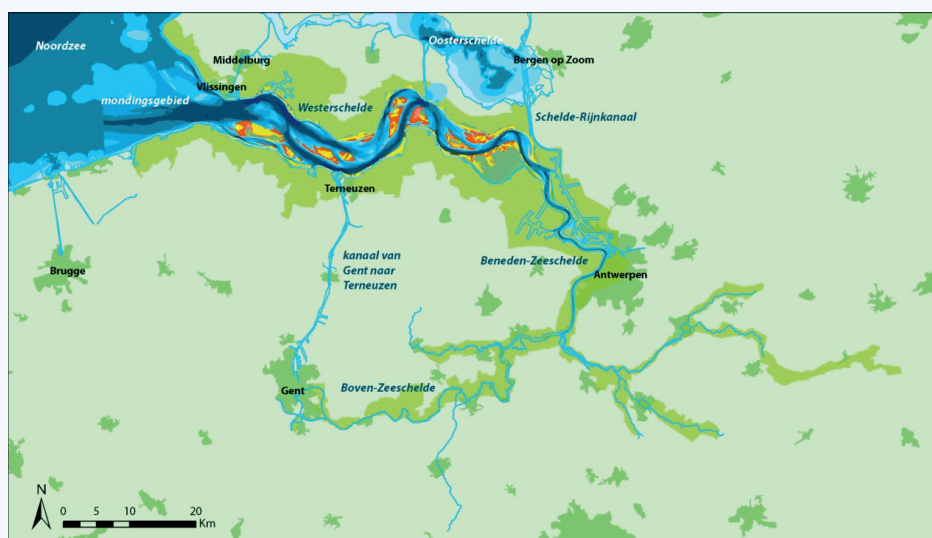 Noordzee
Oosterschelde
Middelburg
Bergen op Zoom
Vlissingen
mondingsgebied
Westerschelde
Schelde-Rijnkanaal
Terneuzen
kanaal van
Gent naar
Terneuzen
Beneden-Zeeschelde
Brugge
Antwerpen
Gent
Boven-Zeeschelde
N
0 5 10 20
Km